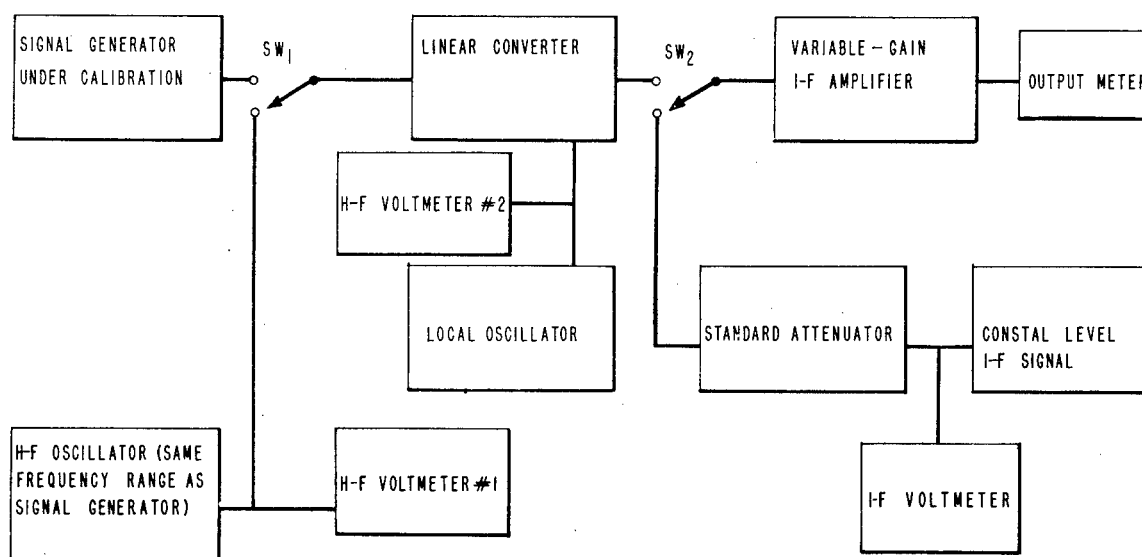 SIGNAL GENERATOR
UNDER CALIBRATION
SW1
LINEAR CONVERTER
SW2
VARIABLE-GAIN
I-F AMPLIFIER
OUTPUT METER
H-F VOLTMETER #2
LOCAL OSCILLATOR
STANDARD ATTENUATOR
CONSTAL LEVEL
I-F SIGNAL
H-F OSCILLATOR (SAME
FREQUENCY RANGE AS
SIGNAL GENERATOR)
H-F VOLTMETER #1
I-F VOLTMETER